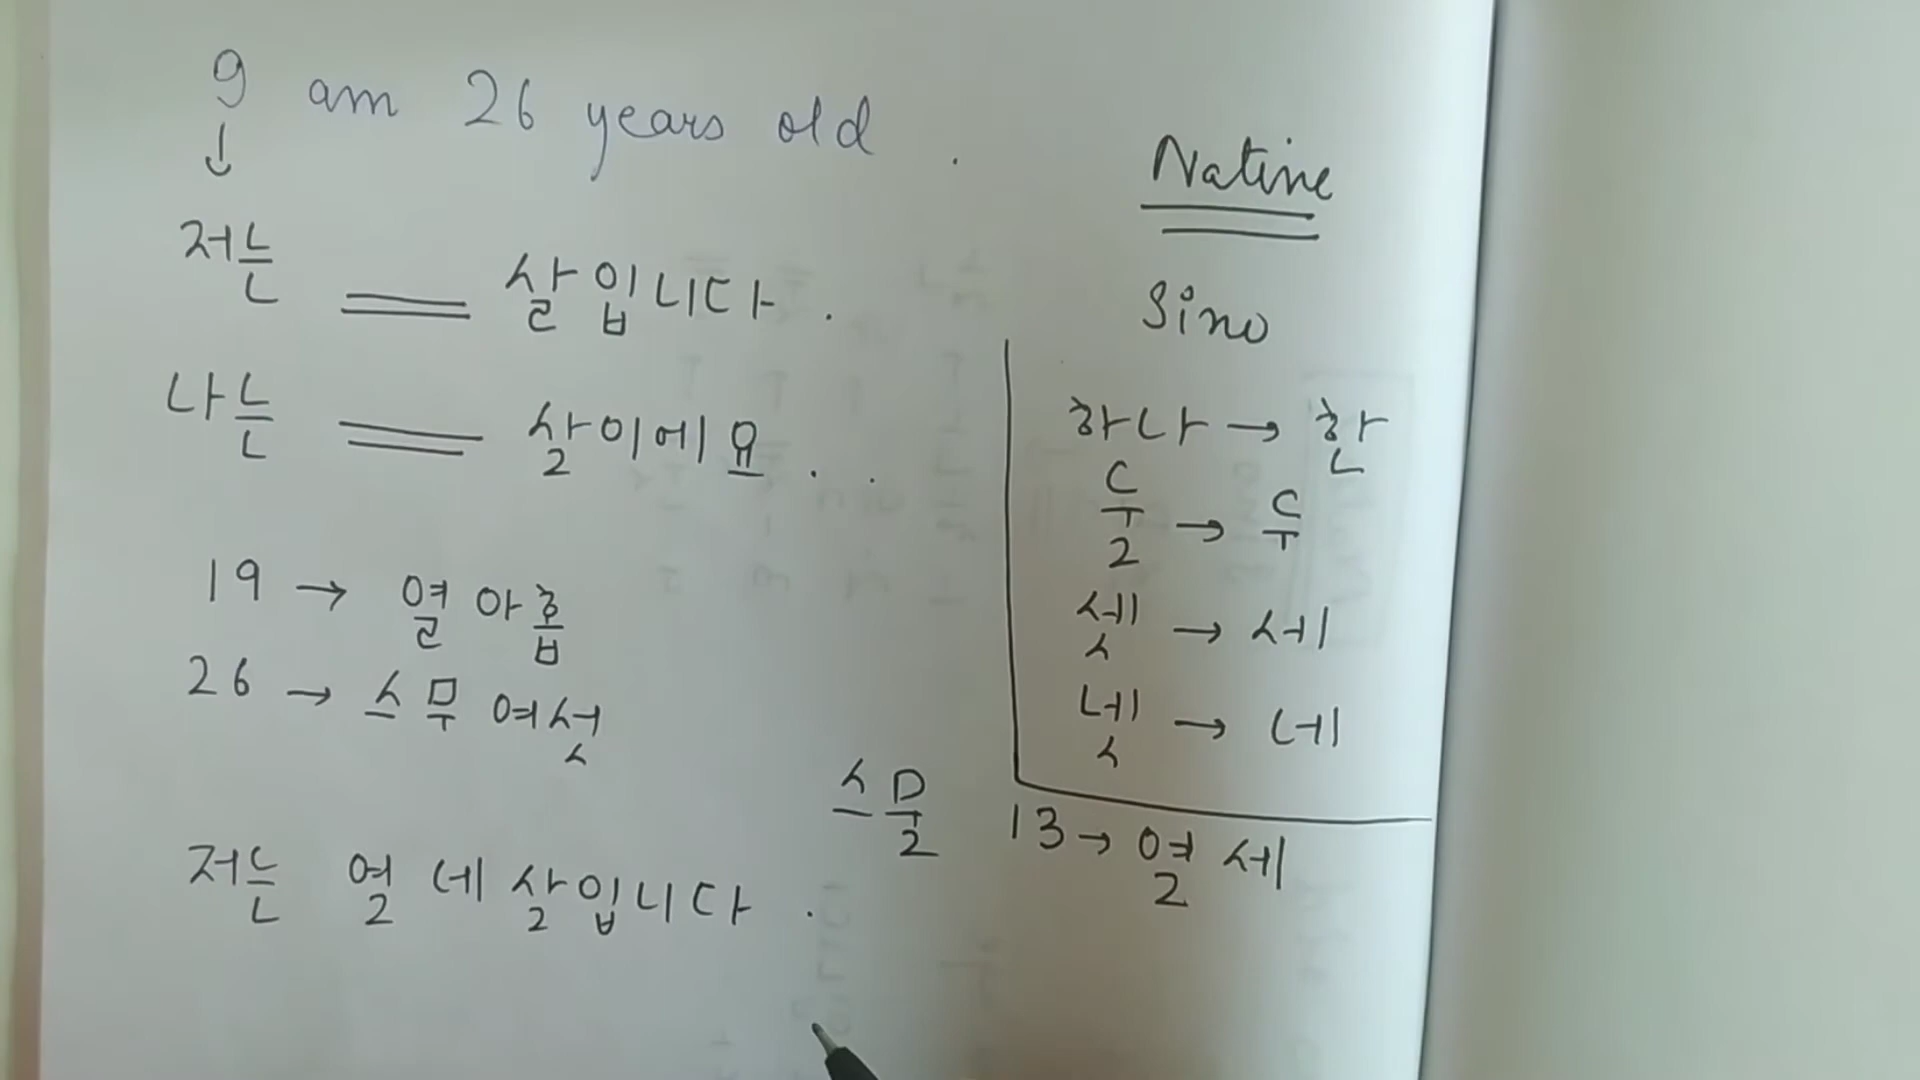 I am 26 years old .
↓
저는 ══ 살입니다 .
나는 ══ 살이에요 . .
19 → 열 아홉
26 → 스무 여섯
저는 열 네 살입니다 .
스물
Native
Sino
하나 → 한
둘 → 두
셋 → 세
넷 → 네
13 → 열 세